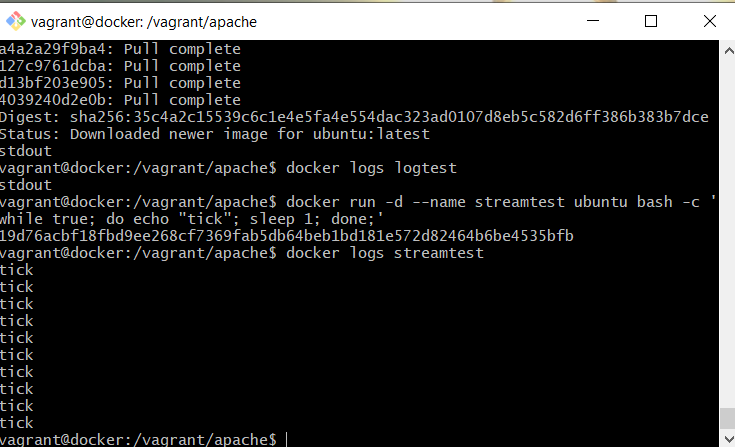 vagrant@docker: /vagrant/apache
a4a2a29f9ba4: Pull complete
127c9761dcba: Pull complete
d13bf203e905: Pull complete
4039240d2e0b: Pull complete
Digest: sha256:35c4a2c15539c6c1e4e5fa4e554dac323ad0107d8eb5c582d6ff386b383b7dce
Status: Downloaded newer image for ubuntu:latest
stdout
vagrant@docker:/vagrant/apache$ docker logs logtest
stdout
vagrant@docker:/vagrant/apache$ docker run -d --name streamtest ubuntu bash -c '
while true; do echo "tick"; sleep 1; done;'
19d76acbf18fbd9ee268cf7369fab5db64beb1bd181e572d82464b6be4535bfb
vagrant@docker:/vagrant/apache$ docker logs streamtest
tick
tick
tick
tick
tick
tick
tick
tick
tick
tick
vagrant@docker:/vagrant/apache$